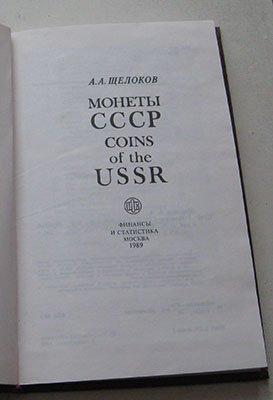 А.А. ЩЕЛОКОВ
МОНЕТЫ
СССР
COINS
of the
USSR
ФИНАНСЫ
И СТАТИСТИКА
МОСКВА
1989